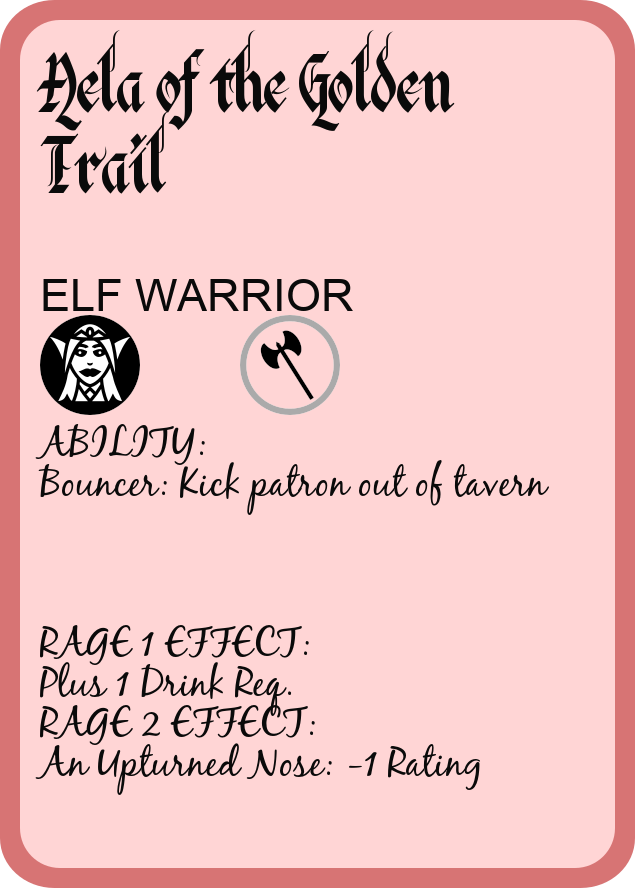 Hela of the Golden
Trail
ELF WARRIOR
ABILITY:
Bouncer: Kick patron out of tavern
RAGE 1 EFFECT:
Plus 1 Drink Req.
RAGE 2 EFFECT:
An Upturned Nose: -1 Rating